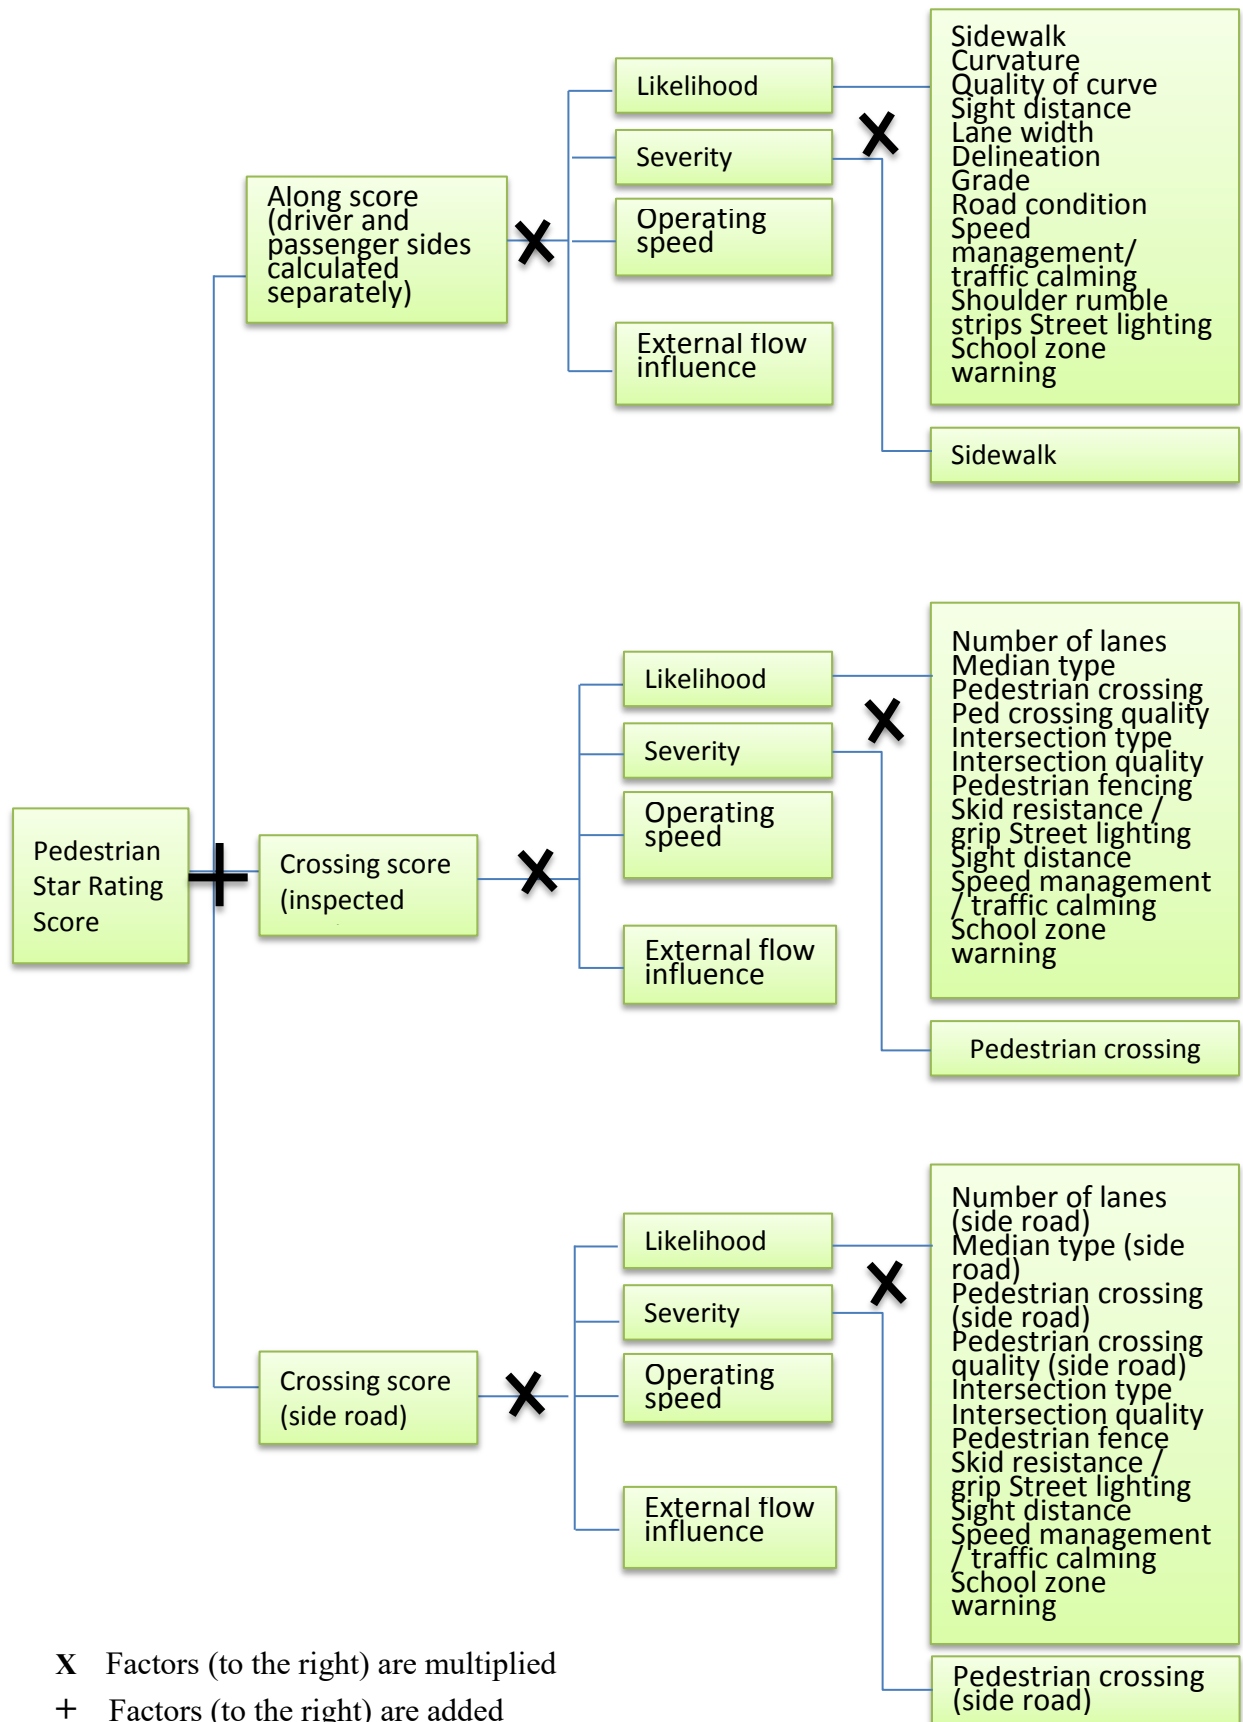 Pedestrian
Star Rating
Score
Along score
(driver and
passenger sides
calculated
separately)
Likelihood
Severity
Operating
speed
External flow
influence
Sidewalk
Curvature
Quality of curve
Sight distance
Lane width
Delineation
Grade
Road condition
Speed
management/
traffic calming
Shoulder rumble
strips Street lighting
School zone
warning
Sidewalk
Crossing score
(inspected
Likelihood
Severity
Operating
speed
External flow
influence
Number of lanes
Median type
Pedestrian crossing
Ped crossing quality
Intersection type
Intersection quality
Pedestrian fencing
Skid resistance /
grip Street lighting
Sight distance
Speed management
/ traffic calming
School zone
warning
Pedestrian crossing
Crossing score
(side road)
Likelihood
Severity
Operating
speed
External flow
influence
Number of lanes
(side road)
Median type (side
road)
Pedestrian crossing
(side road)
Pedestrian crossing
quality (side road)
Intersection type
Intersection quality
Pedestrian fence
Skid resistance /
grip Street lighting
Sight distance
Speed management
/ traffic calming
School zone
warning
Pedestrian crossing
(side road)
X Factors (to the right) are multiplied
+ Factors (to the right) are added